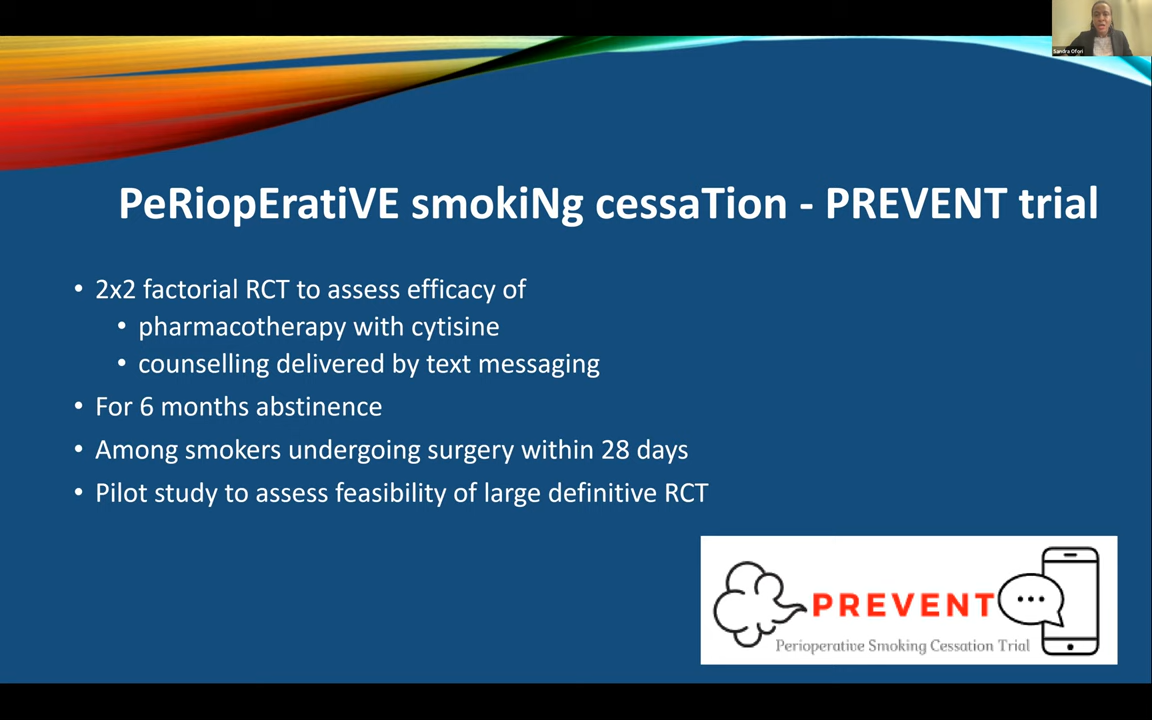 Sandra Ofori
PeRiopEratiVE smokiNg cessaTion - PREVENT trial
• 2x2 factorial RCT to assess efficacy of
• pharmacotherapy with cytisine
• counselling delivered by text messaging
• For 6 months abstinence
• Among smokers undergoing surgery within 28 days
• Pilot study to assess feasibility of large definitive RCT
PREVENT
Perioperative Smoking Cessation Trial